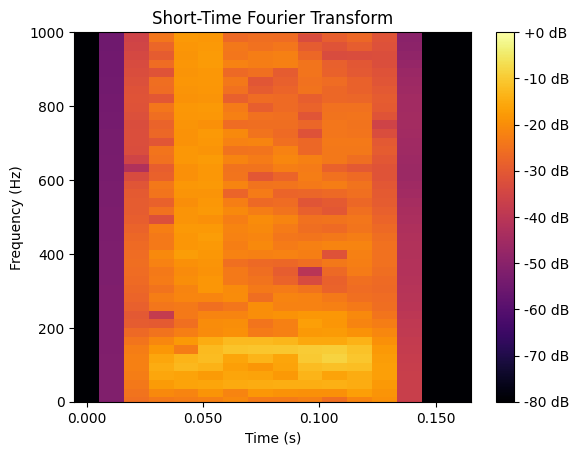 Short-Time Fourier Transform
1000
800
600
400
200
0
Frequency (Hz)
0.000
0.050
0.100
0.150
Time (s)
+0 dB
-10 dB
-20 dB
-30 dB
-40 dB
-50 dB
-60 dB
-70 dB
-80 dB